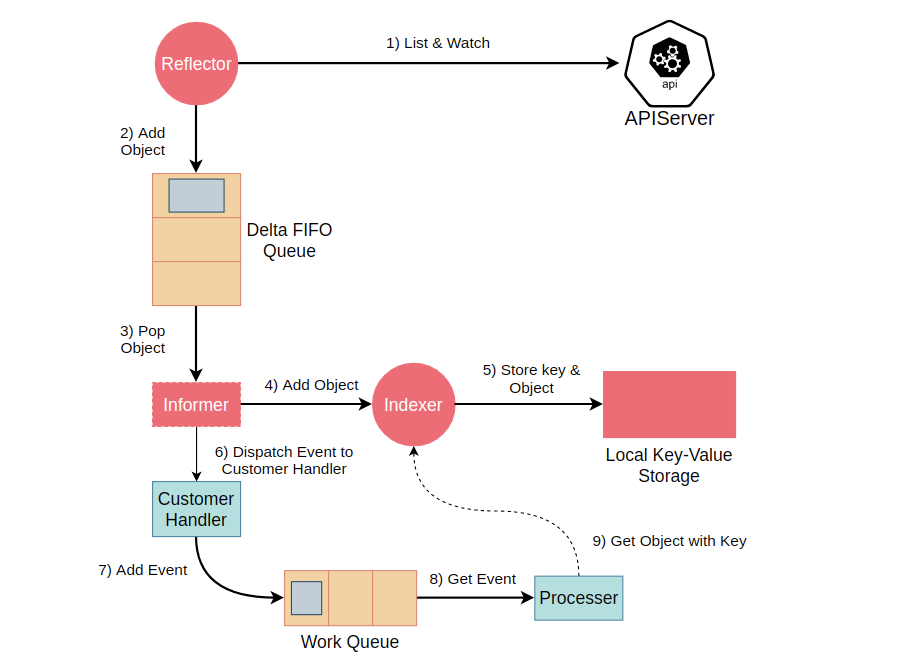 Reflector
1) List & Watch
api
APIServer
2) Add
Object
Delta FIFO
Queue
3) Pop
Object
Informer
4) Add Object
Indexer
5) Store key &
Object
Local Key-Value
Storage
6) Dispatch Event to
Customer Handler
Customer
Handler
7) Add Event
Work Queue
8) Get Event
Processer
9) Get Object with Key